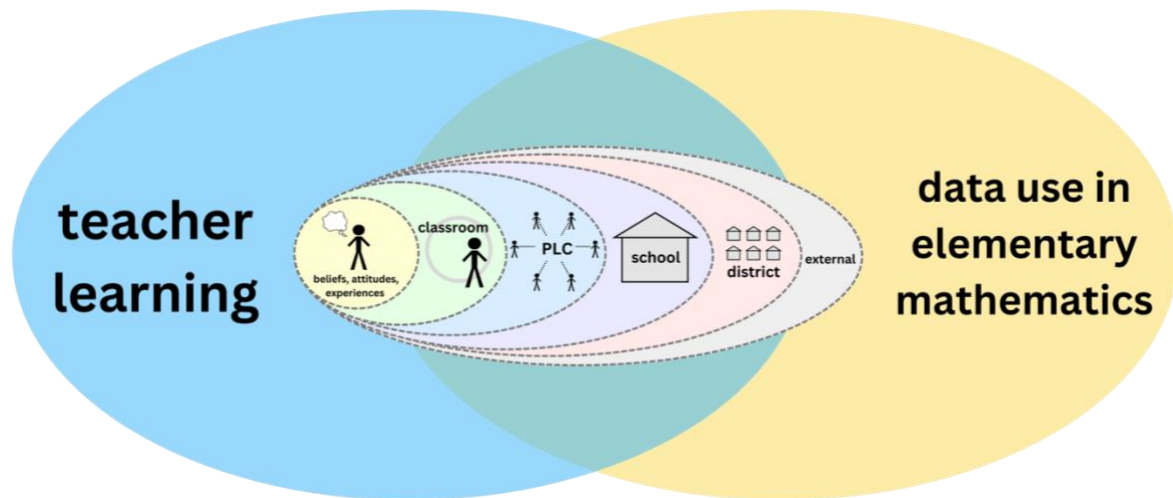 teacher
learning
beliefs, attitudes,
experiences
classroom
PLC
school
district
external
data use in
elementary
mathematics